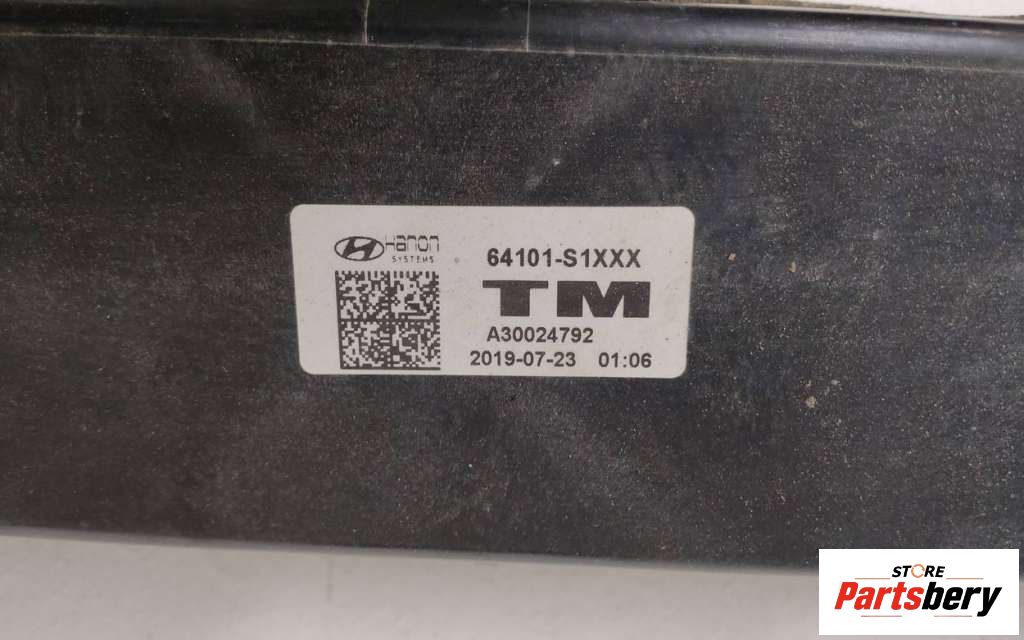 Hanon
SYSTEMS
64101-S1XXX
TM
A30024792
2019-07-23 01:06
STORE
Partsbery